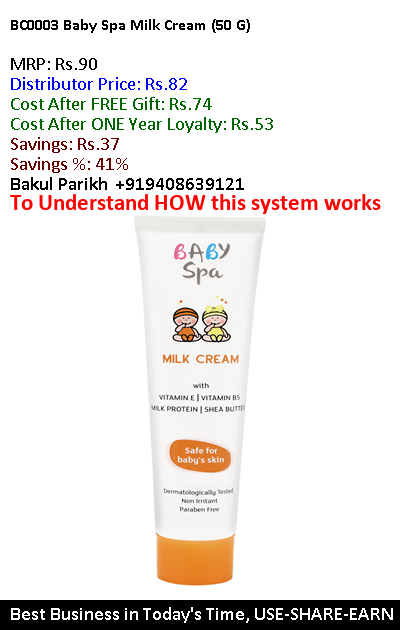 BC0003 Baby Spa Milk Cream (50 G)
MRP: Rs.90
Distributor Price: Rs.82
Cost After FREE Gift: Rs.74
Cost After ONE Year Loyalty: Rs.53
Savings: Rs.37
Savings %: 41%
Bakul Parikh +919408639121
To Understand HOW this system works
BABY
Spa
MILK CREAM
with
VITAMIN E | VITAMIN B5
MILK PROTEIN | SHEA BUTTER
Safe for
baby's skin
Dermatologically Tested
Non Irritant
Paraben Free
Best Business in Today's Time, USE-SHARE-EARN